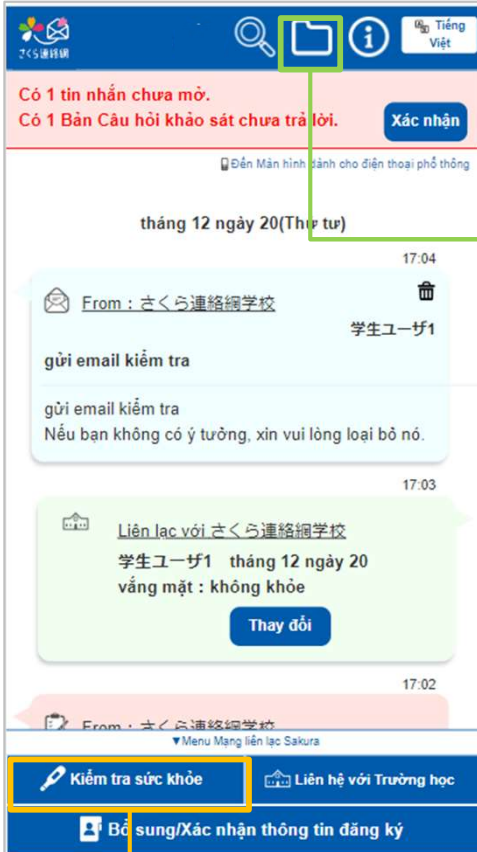 さくら連絡網
Tiếng
Việt
Có 1 tin nhắn chưa mở.
Có 1 Bản Câu hỏi khảo sát chưa trả lời.
Xác nhận
Đến Màn hình dành cho điện thoại phổ thông
tháng 12 ngày 20(Thứ tư)
17:04
From : さくら連絡網学校
学生ユーザ1
gửi email kiểm tra
gửi email kiểm tra
Nếu bạn không có ý tưởng, xin vui lòng loại bỏ nó.
17:03
Liên lạc với さくら連絡網学校
学生ユーザ1 tháng 12 ngày 20
vắng mặt : không khỏe
Thay đổi
17:02
From : さくら連絡網学校
▼Menu Mạng liên lạc Sakura
Kiểm tra sức khỏe
Liên hệ với Trường học
Bổ sung/Xác nhận thông tin đăng ký